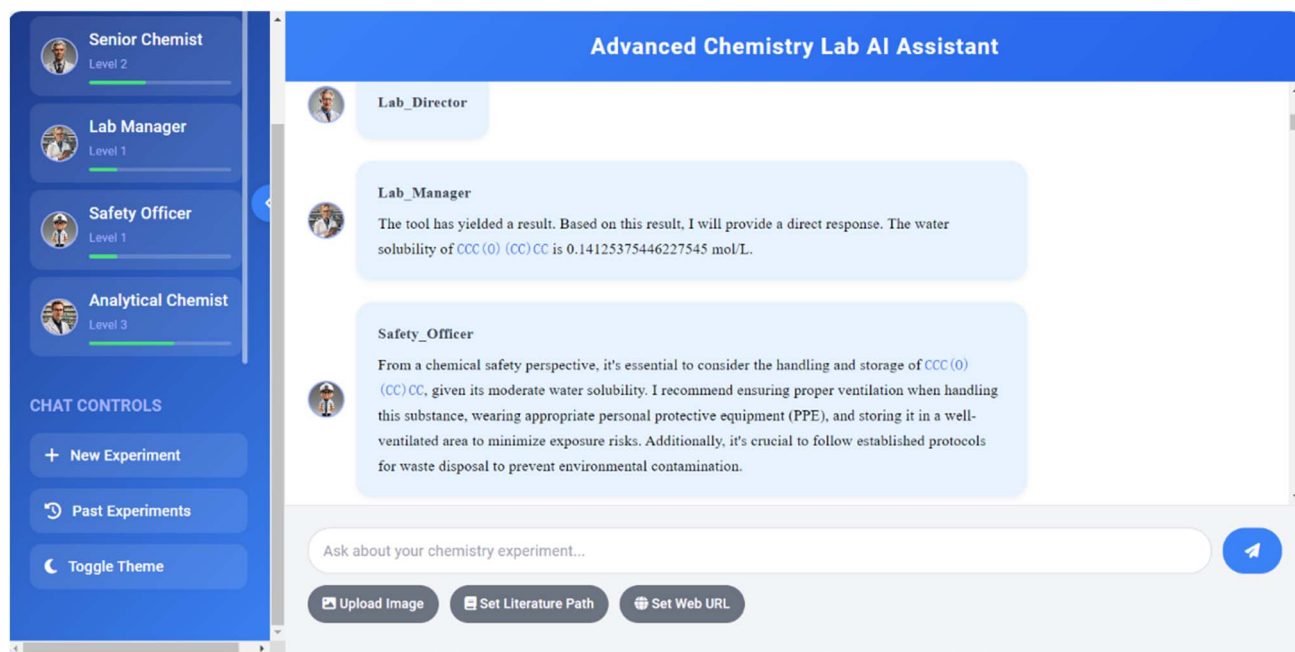 Senior Chemist
Level 2
Lab Manager
Level 1
Safety Officer
Level 1
Analytical Chemist
Level 3
CHAT CONTROLS
New Experiment
Past Experiments
Toggle Theme
Advanced Chemistry Lab AI Assistant
Lab_Director
Lab_Manager
The tool has yielded a result. Based on this result, I will provide a direct response. The water
solubility of CCC(O)(CC)CC is 0.14125375446227545 mol/L.
Safety_Officer
From a chemical safety perspective, it's essential to consider the handling and storage of CCC(O)
(CC)CC, given its moderate water solubility. I recommend ensuring proper ventilation when handling
this substance, wearing appropriate personal protective equipment (PPE), and storing it in a well-
ventilated area to minimize exposure risks. Additionally, it's crucial to follow established protocols
for waste disposal to prevent environmental contamination.
Ask about your chemistry experiment...
Upload Image
Set Literature Path
Set Web URL